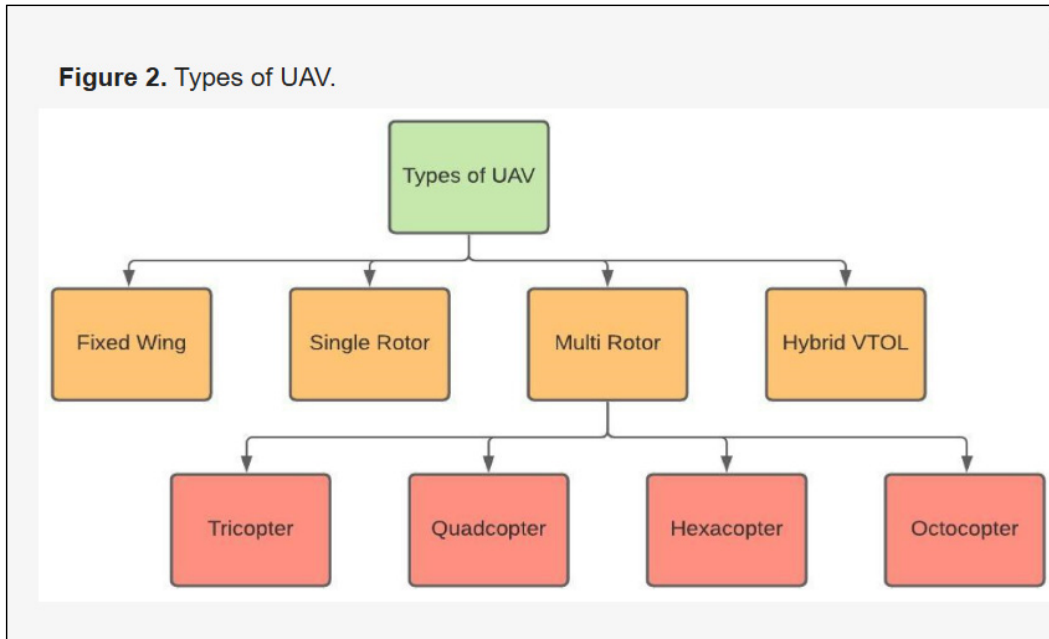 Figure 2. Types of UAV.
Types of UAV
Fixed Wing
Single Rotor
Multi Rotor
Hybrid VTOL
Tricopter
Quadcopter
Hexacopter
Octocopter